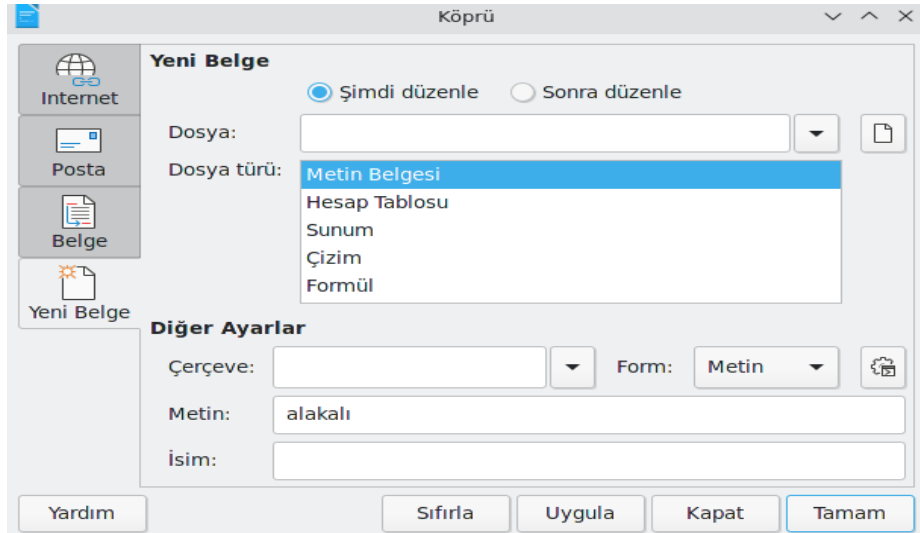 Köprü
Internet
Posta
Belge
Yeni Belge
Yeni Belge
Şimdi düzenle Sonra düzenle
Dosya:
Dosya türü:
Metin Belgesi
Hesap Tablosu
Sunum
Çizim
Formül
Diğer Ayarlar
Çerçeve: Form: Metin
Metin: alakalı
İsim:
Yardım Sıfırla Uygula Kapat Tamam